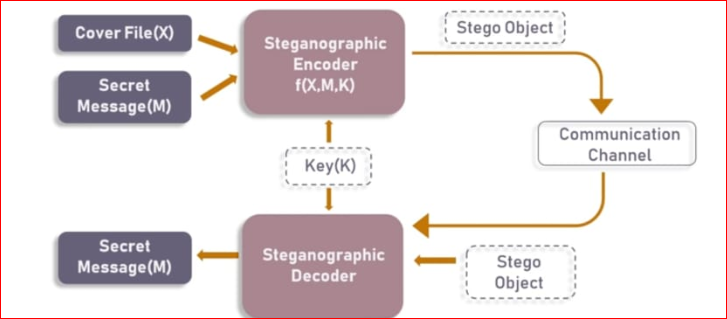 Cover File(X)
Secret
Message(M)
Steganographic
Encoder
f(X,M,K)
Stego Object
Communication
Channel
Key(K)
Secret
Message(M)
Steganographic
Decoder
Stego
Object